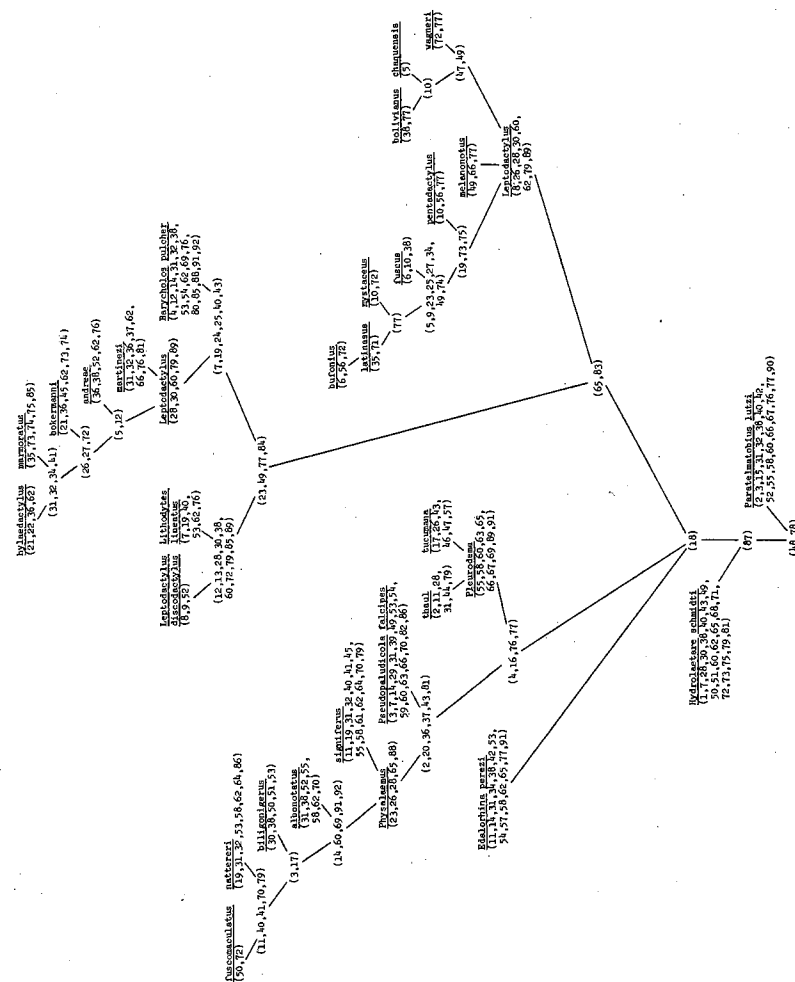 hylaedactylus
(21,22,36,62)
marmoratus
(35,73,74,75,85)
(31,32,34,41)
bokermanni
(21,36,45,62,73,74)
(26,27,72)
andreae
(36,38,52,62,76)
(5,12)
martinezi
(31,32,36,37,62,
66,76,81)
Leptodactylus
(28,30,60,79,89)
Barycholos pulcher
(4,12,14,31,32,38,
53,54,62,69,76,
80,85,88,91,92)
(7,19,24,25,40,43)
Leptodactylus
discodactylus
(8,9,52)
Lithodytes
lineatus
(7,19,40,
53,62,76)
(12,13,28,30,38,
60,72,79,85,89)
(23,49,77,84)
bufonius
(6,56,72)
latinasus
(35,71)
(77)
mystaceus
(10,72)
(5,9,23,25,27,34,
49,74)
fuscus
(6,10,38)
(19,73,75)
pentadactylus
(10,56,77)
melanonotus
(49,66,77)
bolivianus
(38,77)
chaquensis
(5)
(10)
vagneri
(72,77)
(47,49)
Leptodactylus
(8,26,28,30,60,
62,79,89)
(65,83)
fuscomaculatus
(50,72)
nattereri
(19,31,32,53,58,62,64,86)
(11,40,41,70,79)
biligonigerus
(30,38,50,51,53)
(3,17)
albonotatus
(31,38,52,55,
58,62,70)
(14,60,69,91,92)
signiferus
(11,19,31,32,40,41,45,
55,58,61,62,64,70,79)
Physalaemus
(23,26,28,65,88)
Pseudopaludicola falcipes
(3,7,14,29,31,39,49,53,54,
59,60,63,66,70,82,86)
(2,20,36,37,43,81)
thaul
(2,11,28,
31,44,79)
tucumana
(17,26,43,
46,47,57)
Pleurodema
(55,58,60,63,65,
66,67,69,89,91)
(4,16,76,77)
Edalorhina perezi
(11,14,31,34,38,42,53,
54,57,58,62,65,77,91)
(18)
Hydrolaetare schmidti
(1,7,28,30,38,40,43,49,
50,51,60,62,65,68,71,
72,73,75,79,81)
(87)
Paratelmatobius lutzi
(2,3,15,31,32,38,40,42,
52,55,58,60,66,67,76,77,90)
(48,78)